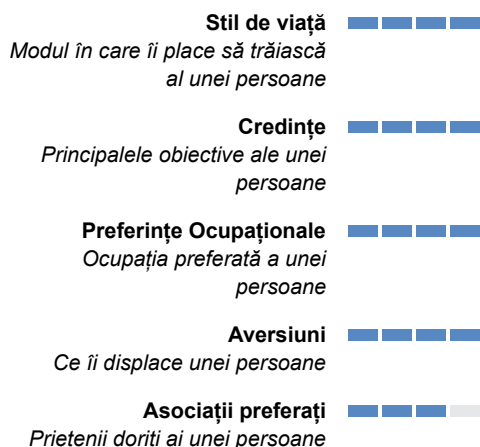 Stil de viață
Modul în care îi place să trăiască
al unei persoane
Credințe
Principalele obiective ale unei
persoane
Preferințe Ocupaționale
Ocupația preferată a unei
persoane
Aversiuni
Ce îi displace unei persoane
Asociații preferați
Prietenii doriți ai unei persoane